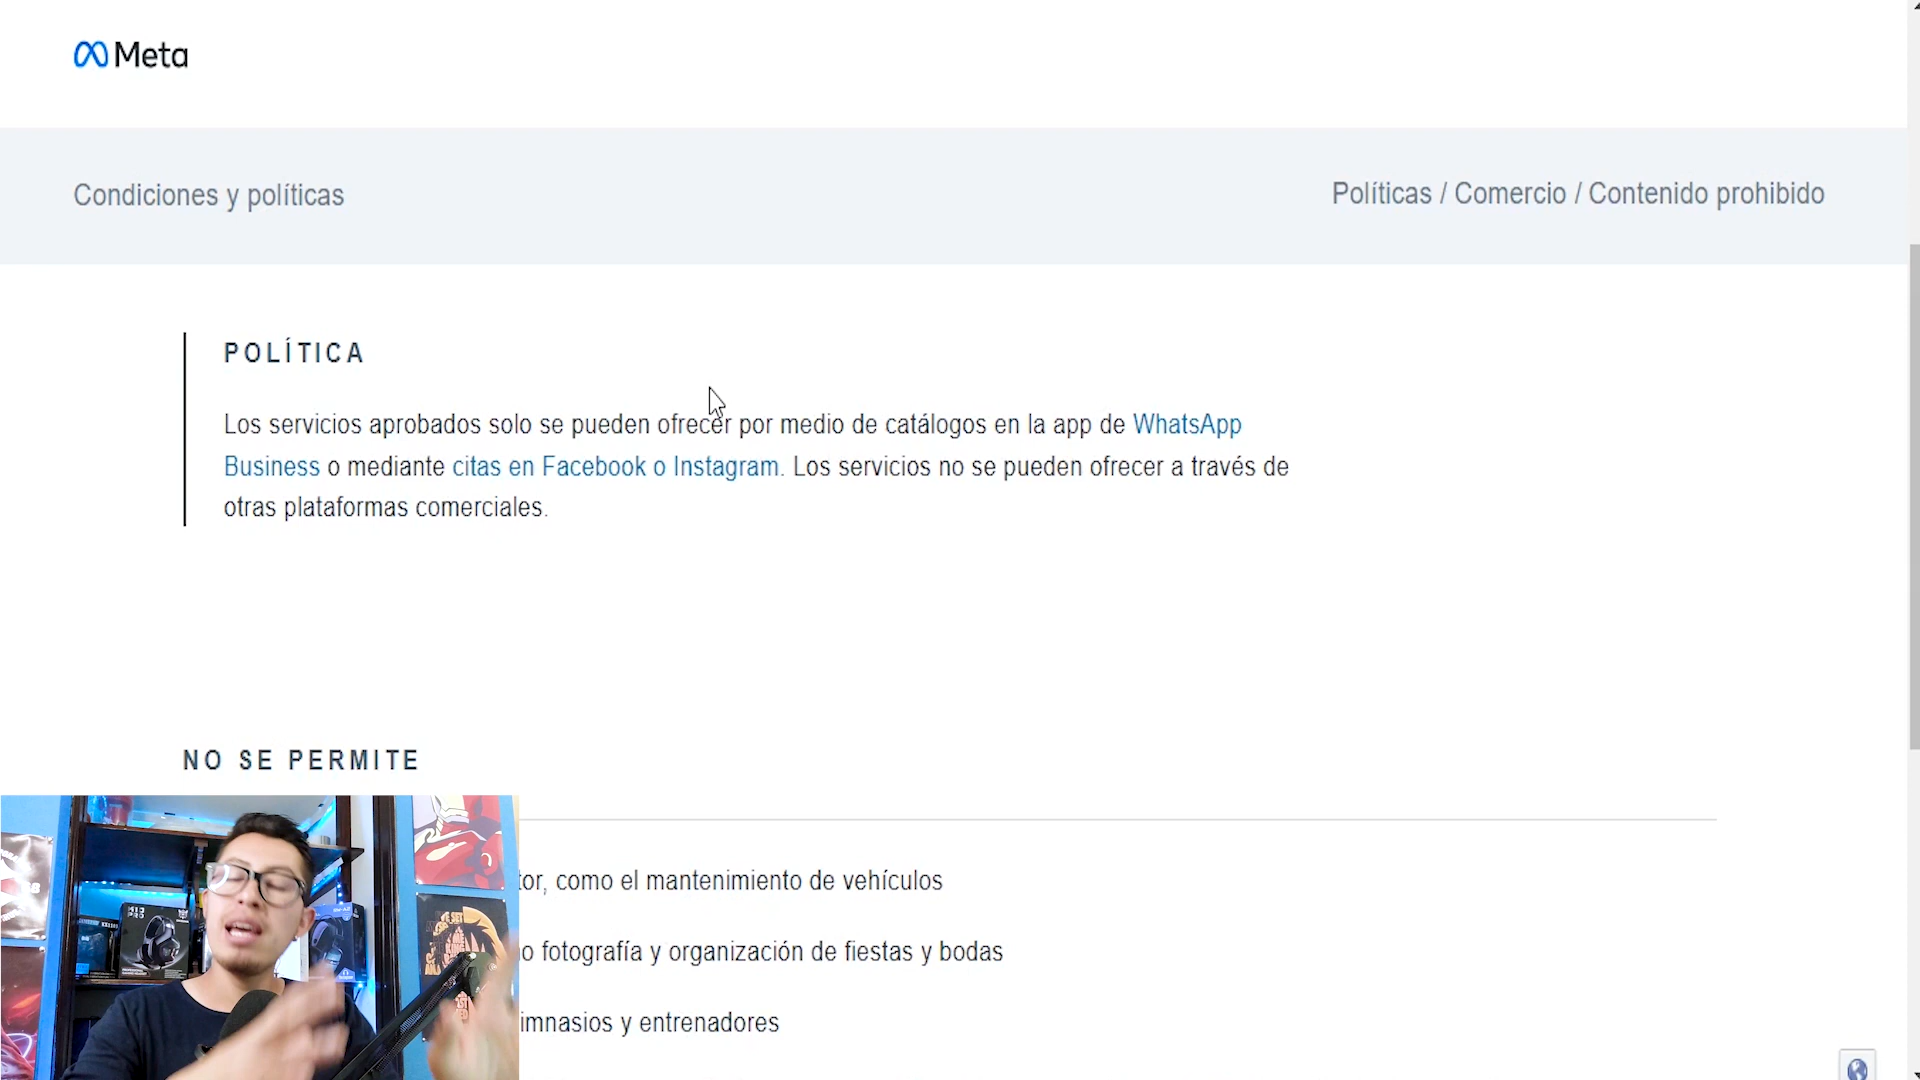 Meta
Condiciones y políticas
Políticas / Comercio / Contenido prohibido
POLÍTICA
Los servicios aprobados solo se pueden ofrecer por medio de catálogos en la app de WhatsApp
Business o mediante citas en Facebook o Instagram. Los servicios no se pueden ofrecer a través de
otras plataformas comerciales.
NO SE PERMITE
tor, como el mantenimiento de vehículos
o fotografía y organización de fiestas y bodas
imnasios y entrenadores